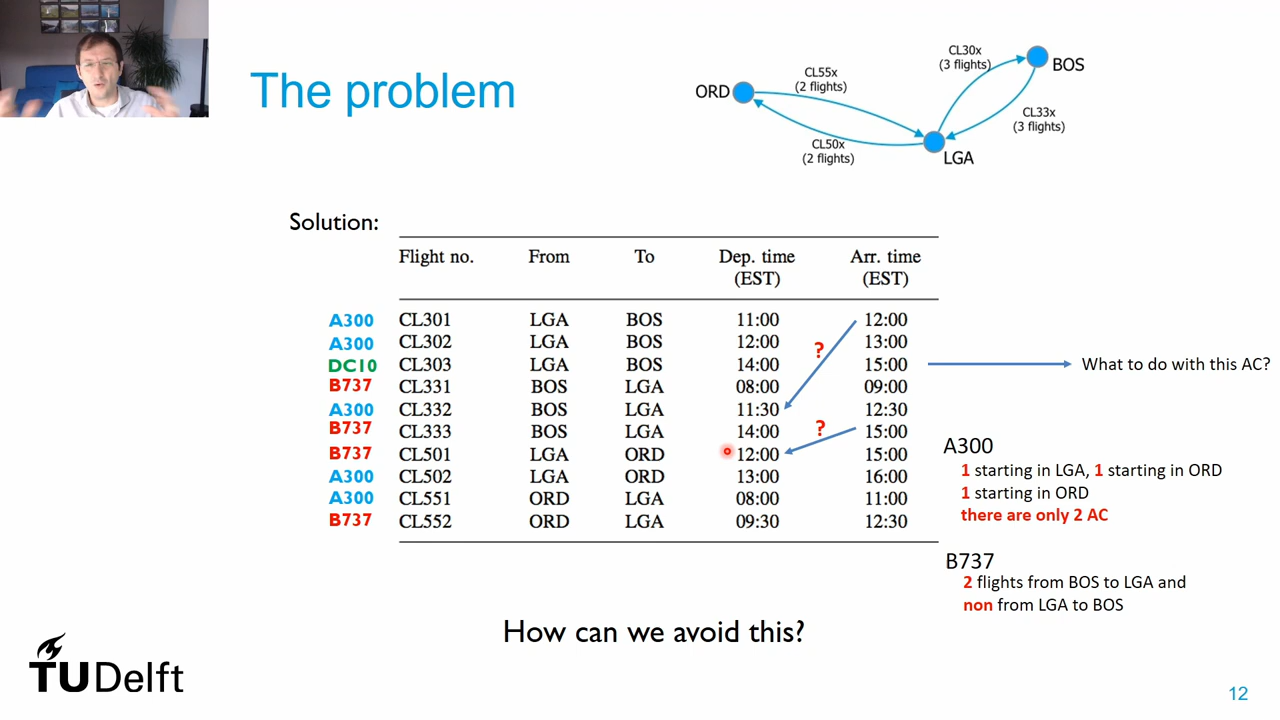 The problem
CL30x
(3 flights)
BOS
CL55x
(2 flights)
ORD
CL33x
(3 flights)
CL50x
(2 flights)
LGA
Solution:
Flight no. From To Dep. time (EST) Arr. time (EST)
A300 CL301 LGA BOS 11:00 12:00
A300 CL302 LGA BOS 12:00 13:00
?
DC10 CL303 LGA BOS 14:00 15:00 What to do with this AC?
B737 CL331 BOS LGA 08:00 09:00
A300 CL332 BOS LGA 11:30 12:30
B737 CL333 BOS LGA 14:00 ? 15:00
B737 CL501 LGA ORD 12:00 15:00
A300 CL502 LGA ORD 13:00 16:00
A300 CL551 ORD LGA 08:00 11:00
B737 CL552 ORD LGA 09:30 12:30
A300
1 starting in LGA, 1 starting in ORD
1 starting in ORD
there are only 2 AC
B737
2 flights from BOS to LGA and
non from LGA to BOS
How can we avoid this?
TUDelft
12